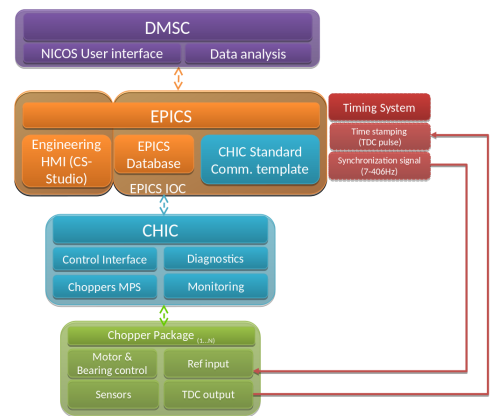 DMSC
NICOS User interface
Data analysis
EPICS
Engineering
HMI (CS-
Studio)
EPICS
Database
CHIC Standard
Comm. template
EPICS IOC
Timing System
Time stamping
(TDC pulse)
Synchronization signal
(7-406Hz)
CHIC
Control Interface
Diagnostics
Choppers MPS
Monitoring
Chopper Package (1...N)
Motor &
Bearing control
Ref input
Sensors
TDC output